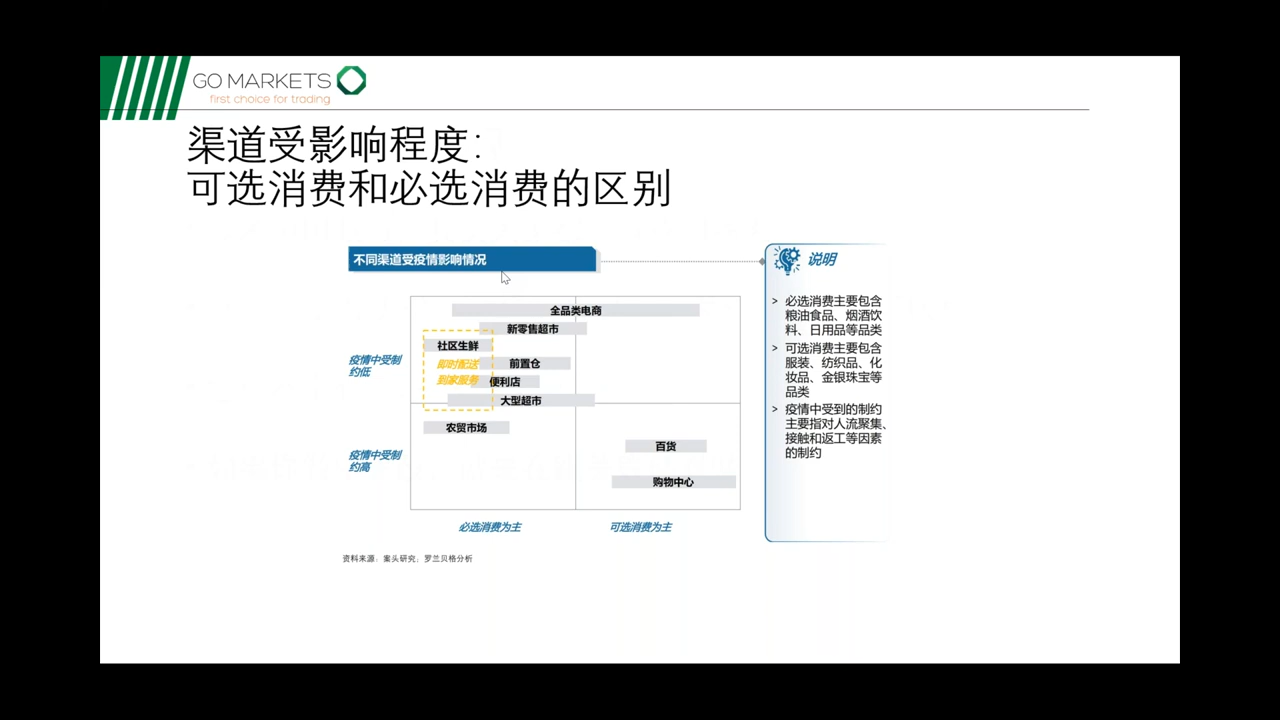 GO MARKETS
first choice for trading
渠道受影响程度:
可选消费和必选消费的区别
不同渠道受疫情影响情况
说明
全品类电商
新零售超市
社区生鲜
疫情中受制
约低
即时配送
前置仓
到家服务
便利店
大型超市
农贸市场
疫情中受制
约高
百货
购物中心
必选消费为主
可选消费为主
> 必选消费主要包含
粮油食品、烟酒饮
料、日用品等品类
> 可选消费主要包含
服装、纺织品、化
妆品、金银珠宝等
品类
> 疫情中受到的制约
主要指对人流聚集、
接触和返工等因素
的制约
资料来源：案头研究；罗兰贝格分析